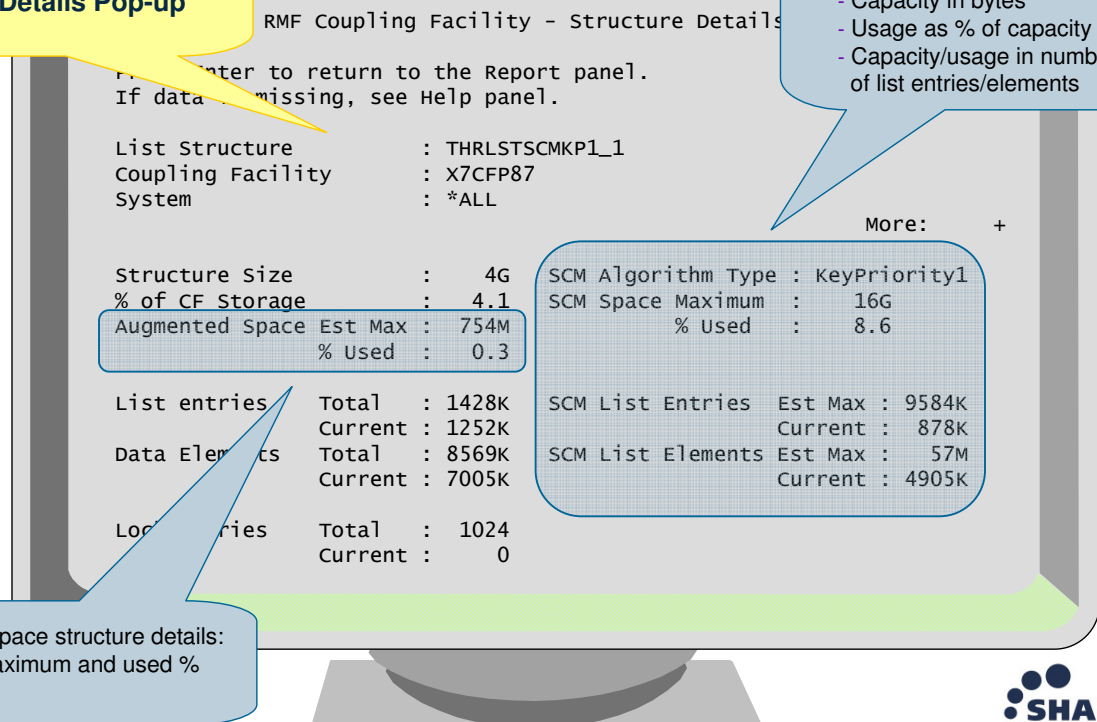 Details Pop-up
RMF Coupling Facility - Structure Details
- Capacity in bytes
- Usage as % of capacity
- Capacity/usage in numb
of list entries/elements
to return to the Report panel.
If data missing, see Help panel.
List Structure : THRLSTSCMKP1_1
Coupling Facility : X7CFP87
System : *ALL
More: +
Structure Size : 4G SCM Algorithm Type : KeyPriority1
% of CF Storage : 4.1 SCM Space Maximum : 16G
Augmented Space Est Max : 754M % Used : 8.6
% Used : 0.3
List entries Total : 1428K SCM List Entries Est Max : 9584K
Current : 1252K Current : 878K
Data Elem ts Total : 8569K SCM List Elements Est Max : 57M
Current : 7005K Current : 4905K
ries Total : 1024
Current : 0
pace structure details:
aximum and used %
SHA